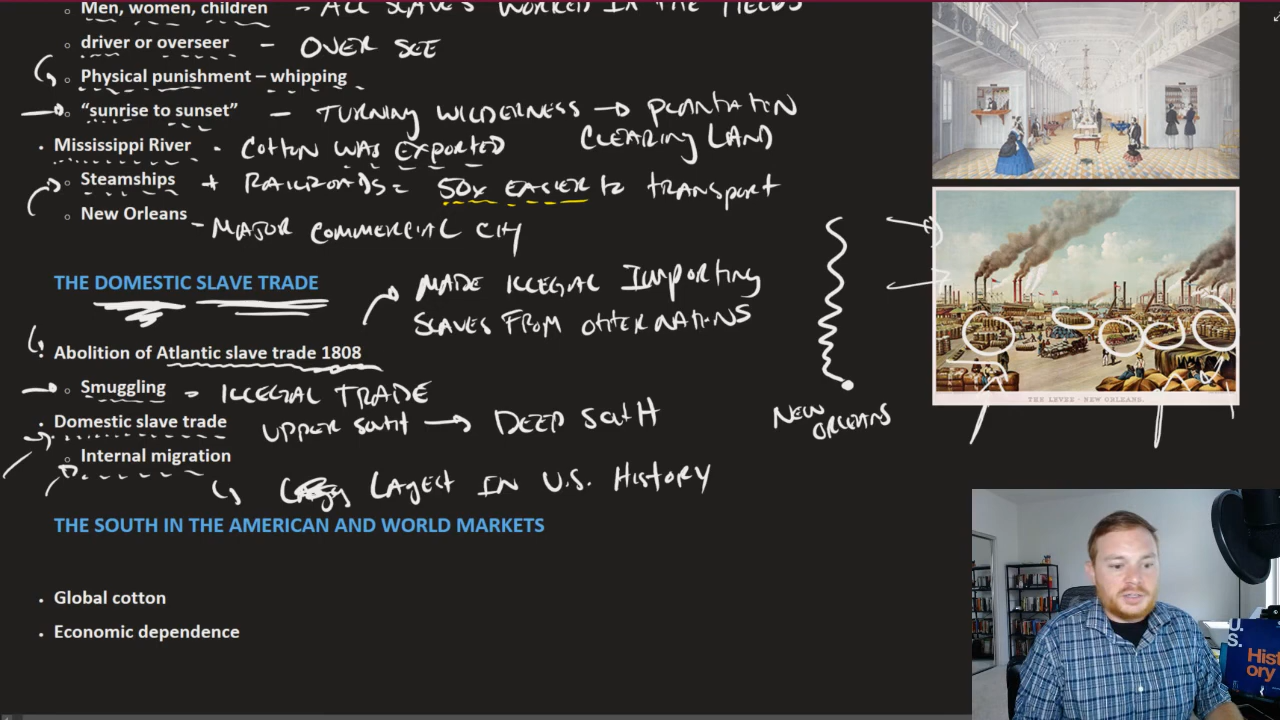 Men, women, children - ALL SLAVES WORKED IN THE FIELDS
driver or overseer - OVER SEE
Physical punishment – whipping
“sunrise to sunset” - TURNING WILDERNESS → PLANTATION
CLEARING LAND
Mississippi River - COTTON WAS EXPORTED
Steamships + RAILROADS = 50x EASIER to TRANSPORT
New Orleans - MAJOR COMMERCIAL CITY
THE DOMESTIC SLAVE TRADE
MADE ILLEGAL IMPORTING
SLAVES FROM OTHER NATIONS
Abolition of Atlantic slave trade 1808
Smuggling - ILLEGAL TRADE
Domestic slave trade UPPER SOUTH → DEEP SOUTH
Internal migration
LAGEST IN U.S. HISTORY
THE SOUTH IN THE AMERICAN AND WORLD MARKETS
Global cotton
Economic dependence
THE LEVEE - NEW ORLEANS.
NEW
ORLEANS
U.
S.
Hist
ory